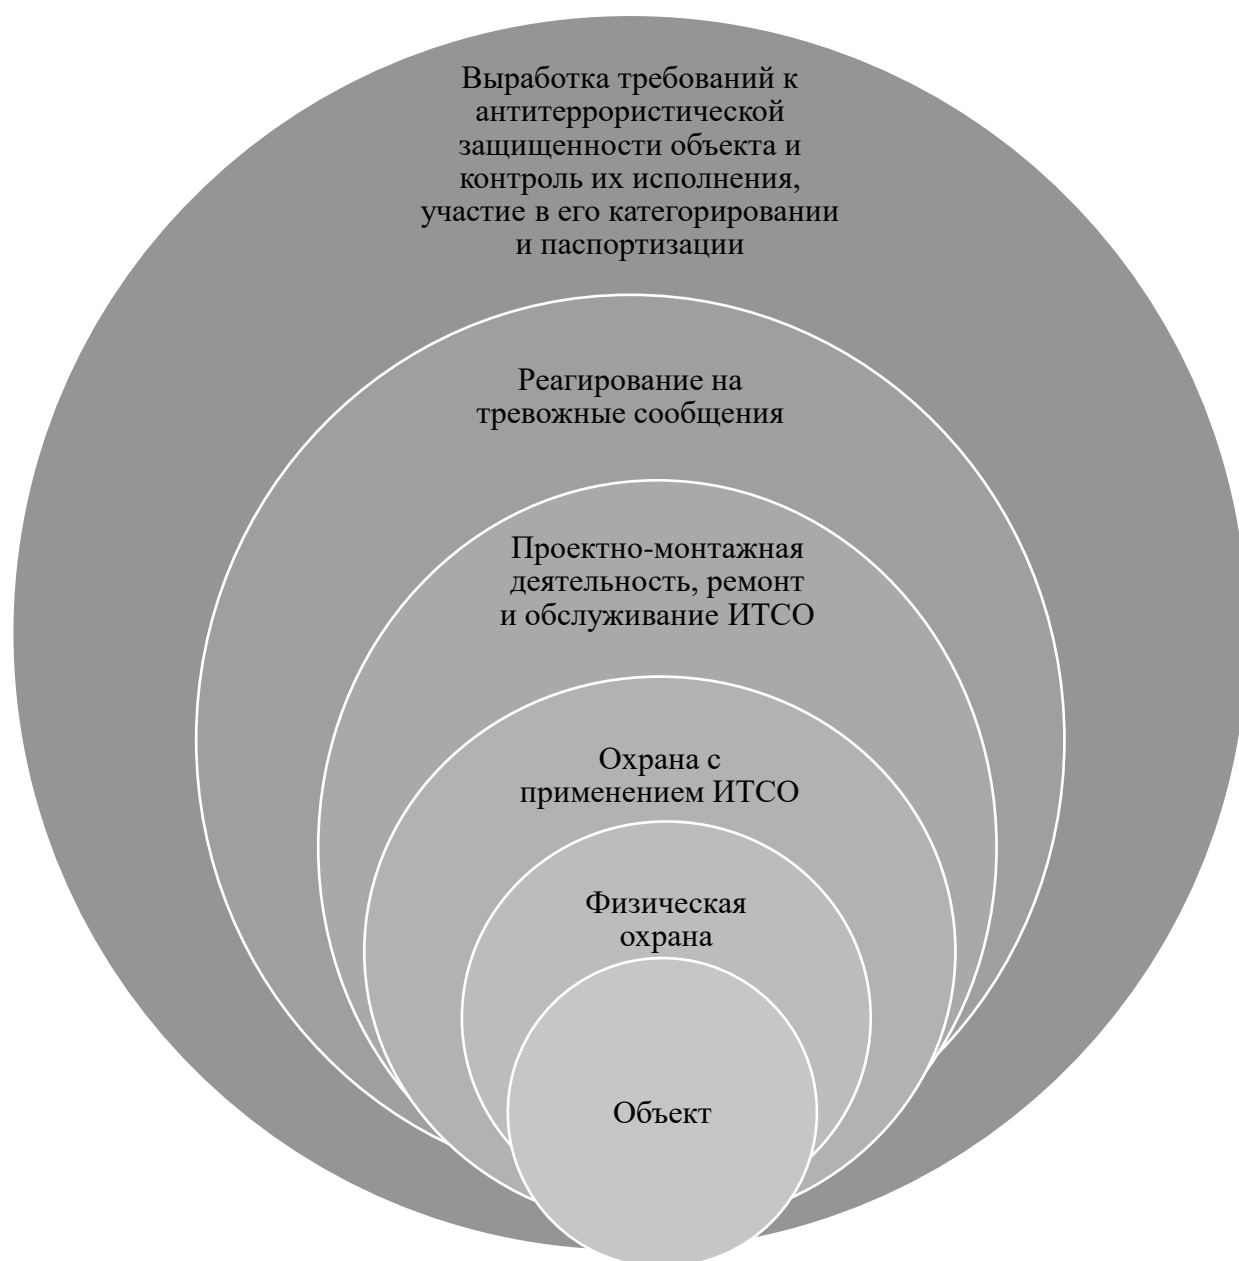 Выработка требований к
антитеррористической
защищенности объекта и
контроль их исполнения,
участие в его категорировании
и паспортизации
Реагирование на
тревожные сообщения
Проектно-монтажная
деятельность, ремонт
и обслуживание ИТСО
Охрана с
применением ИТСО
Физическая
охрана
Объект